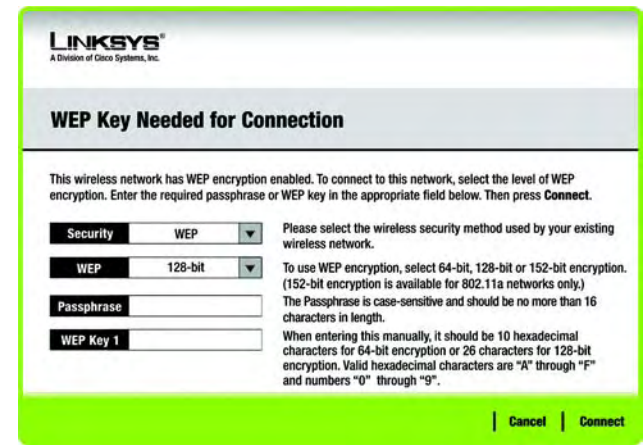 LINKSYS®
A Division of Cisco Systems, Inc.
WEP Key Needed for Connection
This wireless network has WEP encryption enabled. To connect to this network, select the level of WEP
encryption. Enter the required passphrase or WEP key in the appropriate field below. Then press Connect.
Security WEP
Please select the wireless security method used by your existing
wireless network.
WEP 128-bit
To use WEP encryption, select 64-bit, 128-bit or 152-bit encryption.
(152-bit encryption is available for 802.11a networks only.)
Passphrase
The Passphrase is case-sensitive and should be no more than 16
characters in length.
WEP Key 1
When entering this manually, it should be 10 hexadecimal
characters for 64-bit encryption or 26 characters for 128-bit
encryption. Valid hexadecimal characters are "A" through "F"
and numbers "0" through "9".
Cancel Connect